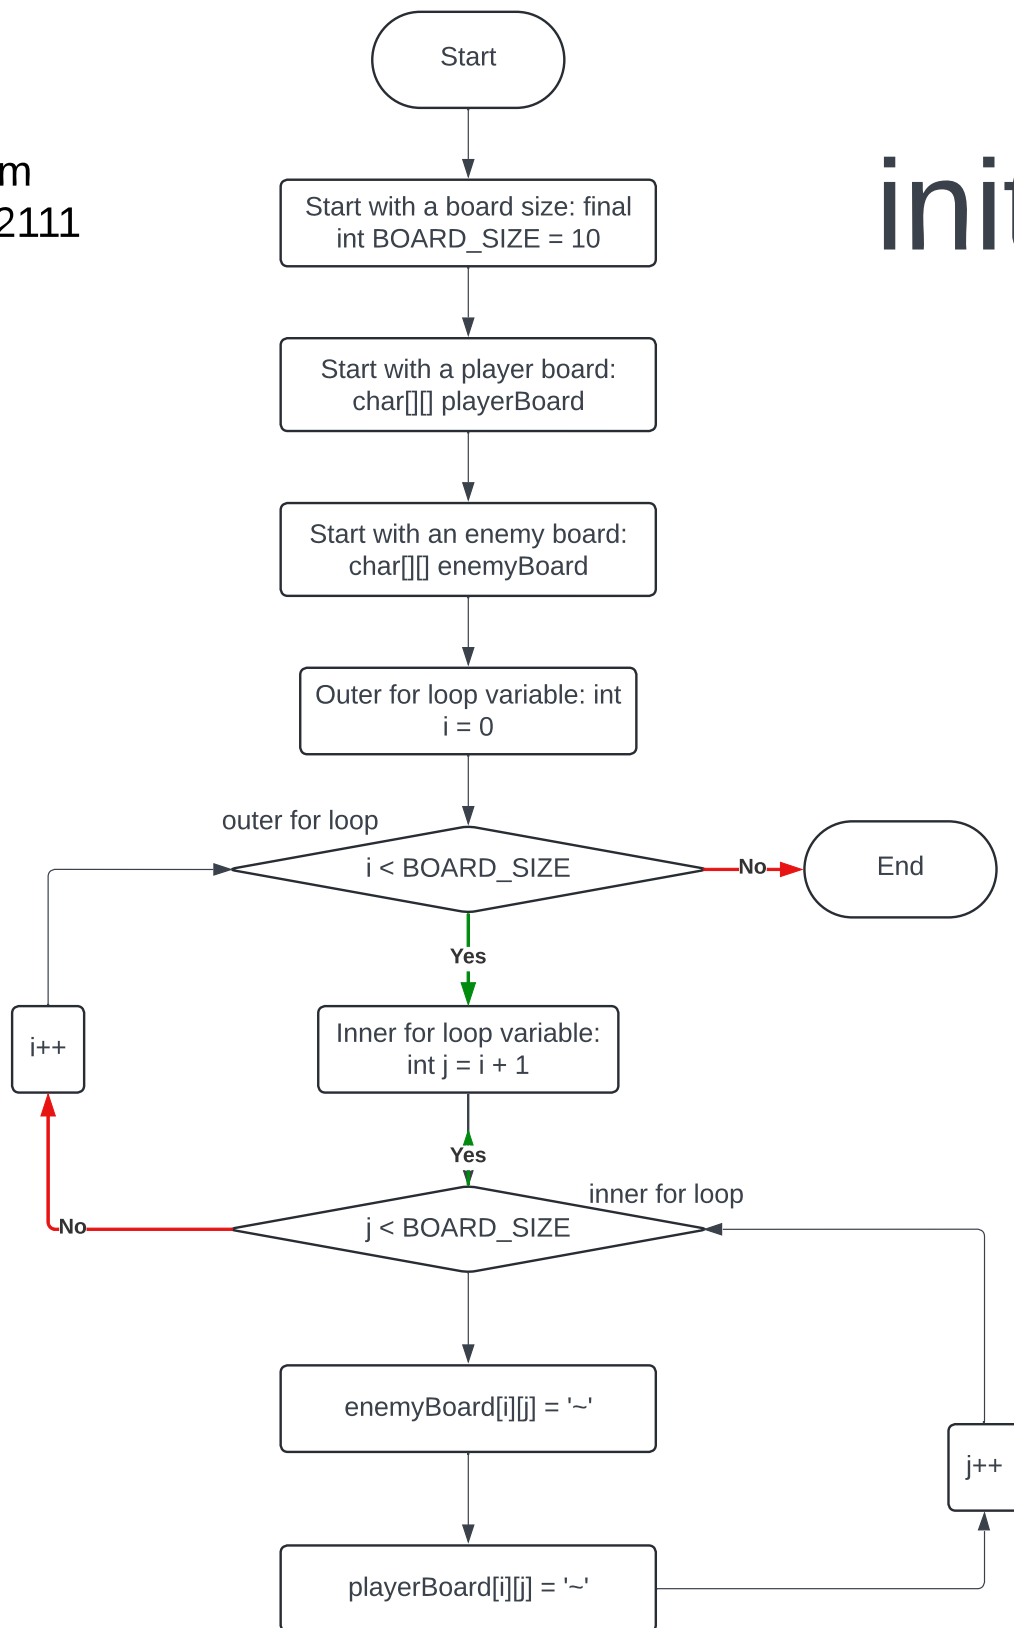 Start
m
2111
init
Start with a board size: final
int BOARD_SIZE = 10
Start with a player board:
char[][] playerBoard
Start with an enemy board:
char[][] enemyBoard
Outer for loop variable: int
i = 0
outer for loop
i < BOARD_SIZE
No
End
Yes
i++
Inner for loop variable:
int j = i + 1
Yes
inner for loop
j < BOARD_SIZE
No
enemyBoard[i][j] = '~'
j++
playerBoard[i][j] = '~'